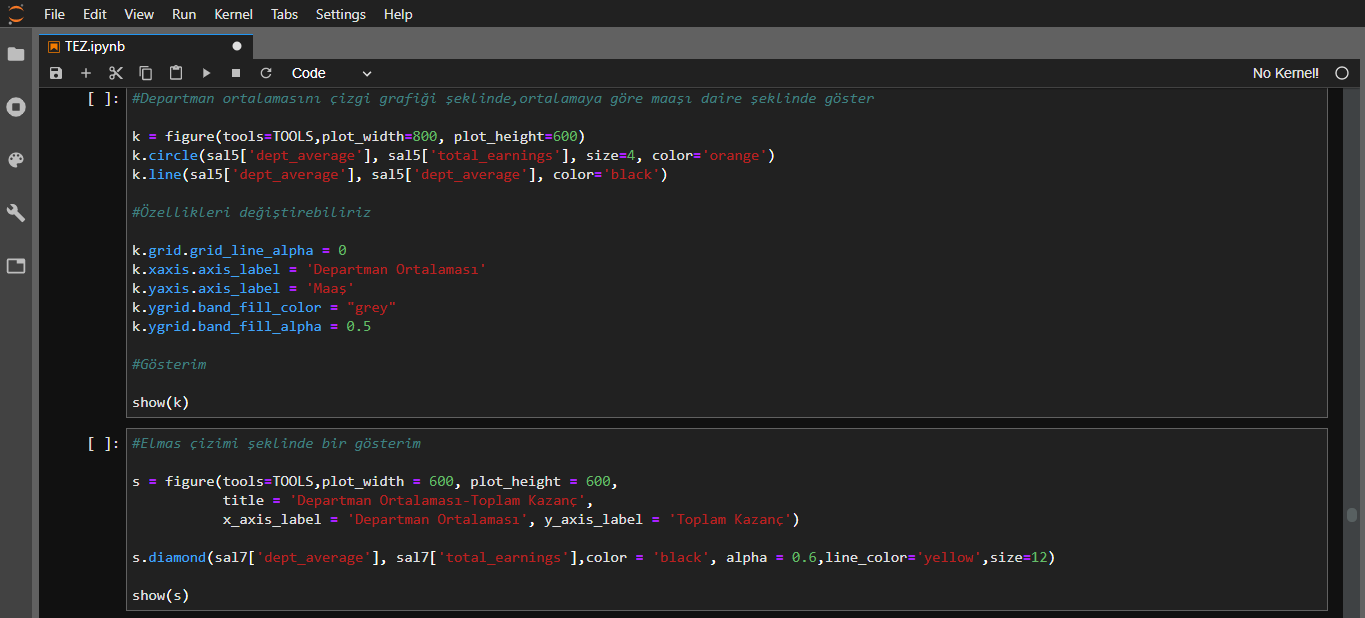 File Edit View Run Kernel Tabs Settings Help
TEZ.ipynb
Code No Kernel!
[ ]: #Departman ortalamasını çizgi grafiği şeklinde,ortalamaya göre maaşı daire şeklinde göster
k = figure(tools=TOOLS,plot_width=800, plot_height=600)
k.circle(sal5['dept_average'], sal5['total_earnings'], size=4, color='orange')
k.line(sal5['dept_average'], sal5['dept_average'], color='black')
#Özellikleri değiştirebiliriz
k.grid.grid_line_alpha = 0
k.xaxis.axis_label = 'Departman Ortalaması'
k.yaxis.axis_label = 'Maaş'
k.ygrid.band_fill_color = "grey"
k.ygrid.band_fill_alpha = 0.5
#Gösterim
show(k)
[ ]: #Elmas çizimi şeklinde bir gösterim
s = figure(tools=TOOLS,plot_width = 600, plot_height = 600,
title = 'Departman Ortalaması-Toplam Kazanç',
x_axis_label = 'Departman Ortalaması', y_axis_label = 'Toplam Kazanç')
s.diamond(sal7['dept_average'], sal7['total_earnings'],color = 'black', alpha = 0.6,line_color='yellow',size=12)
show(s)